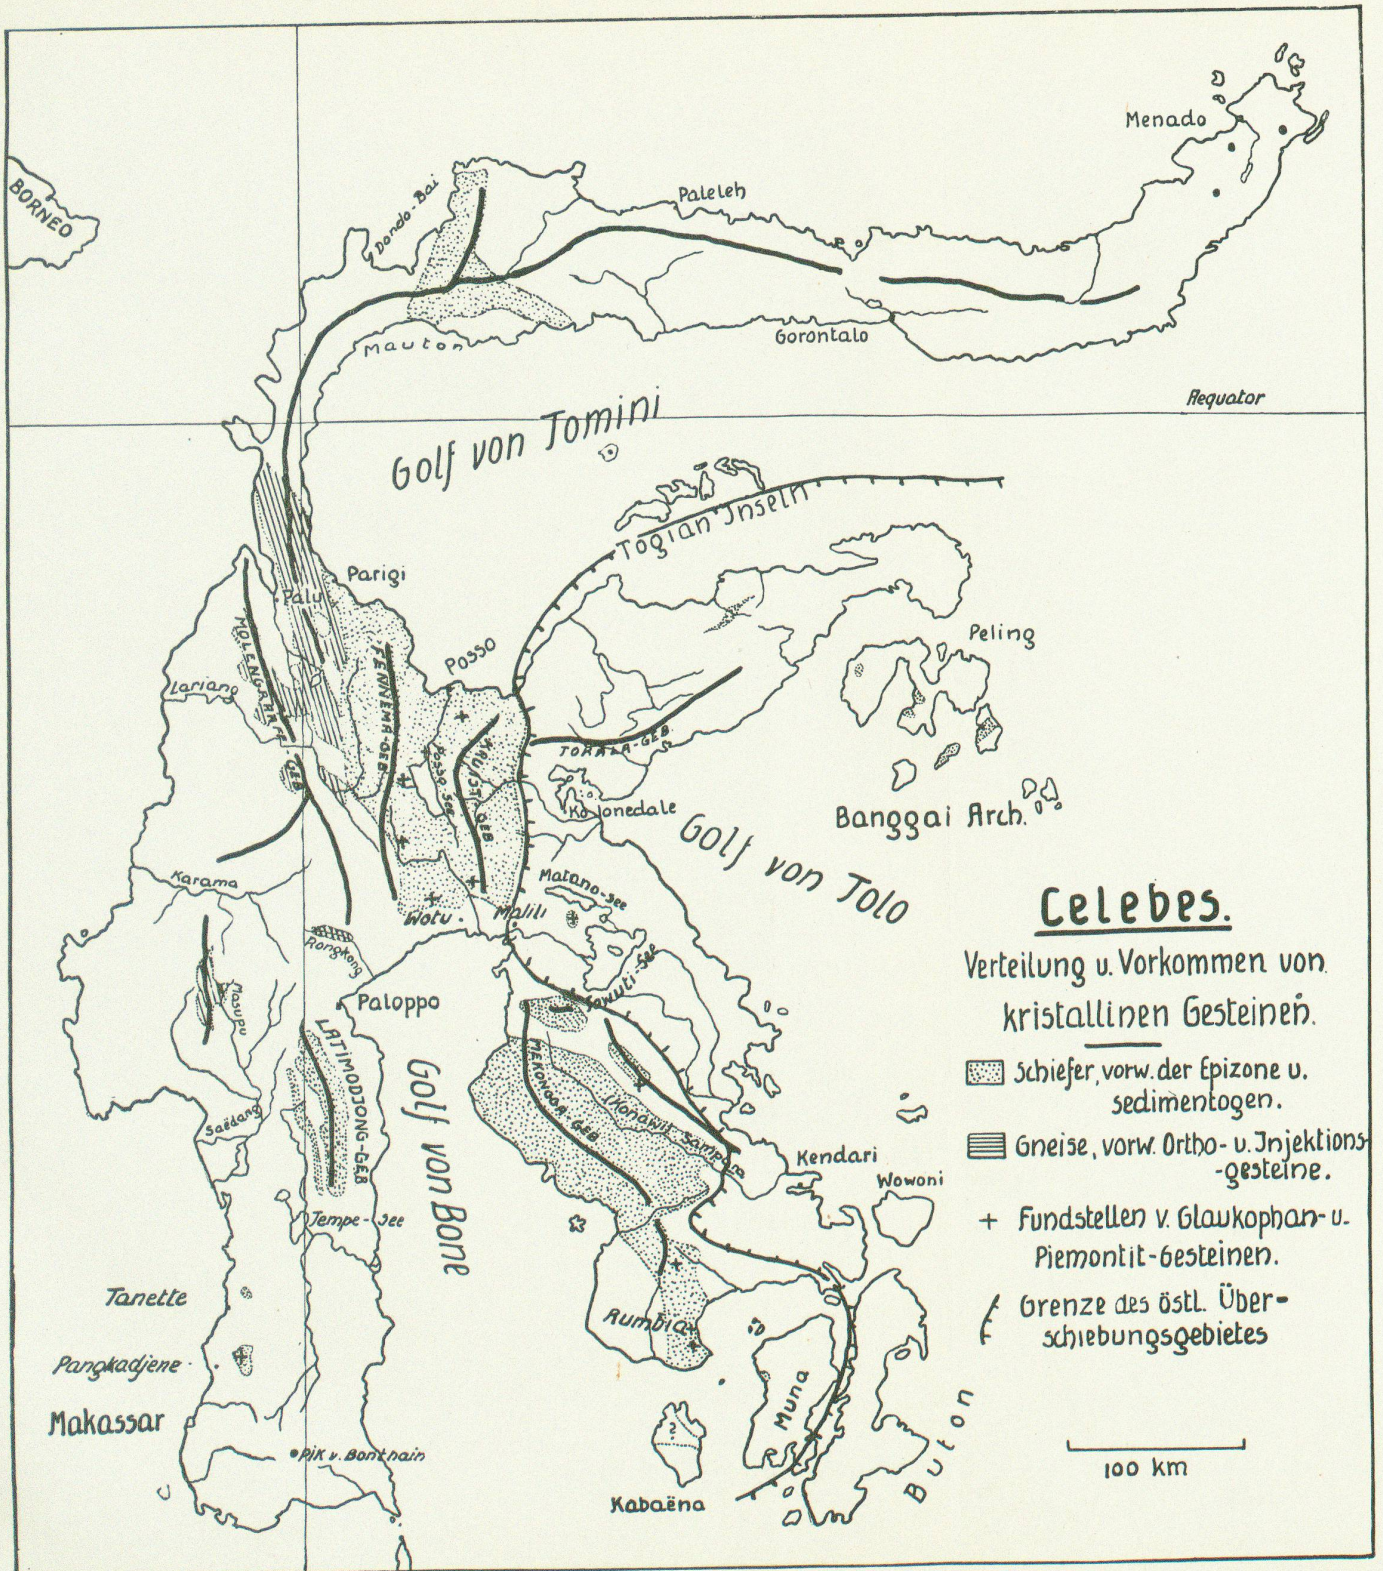 Menado
BORNEO
Dondo-Bai
Paleleh
Mauton
Gorontalo
Aequator
Golf von Tomini
Togian Inseln
Parigi
Palu
MOLENGRAAFF
GEB
Lariang
FENNEMA-GEB
Posso
Posso See
GEB
TOKALA-GEB
Kolonedale
Peling
Banggai Arch.
Golf von Tolo
Karama
Wotu
Malili
Matano-See
Towuti-See
Rongkong
Masupu
Paloppo
LATIMODJONG-GEB
Saëdang
Tempe-See
Golf von Bone
MEKONGGA GEB
Sampara
Kendari
Wowoni
Tanette
Pangkadjene
Makassar
Pik v. Bonthain
Rumbia
Muna
?
Kabaëna
Buton
Celebes.
Verteilung u. Vorkommen von
kristallinen Gesteinen.
Schiefer, vorw. der Epizone u.
sedimentogen.
Gneise, vorw. Ortho- u. Injektions-
-gesteine.
+ Fundstellen v. Glaukophan- u.
Piemontit-Gesteinen.
Grenze des östl. Über-
schiebungsgebietes
100 km